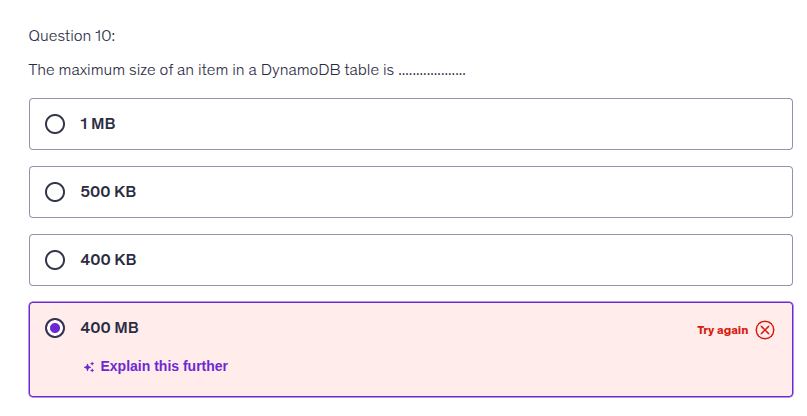 Question 10:
The maximum size of an item in a DynamoDB table is ...................
1 MB
500 KB
400 KB
400 MB
Try again
Explain this further